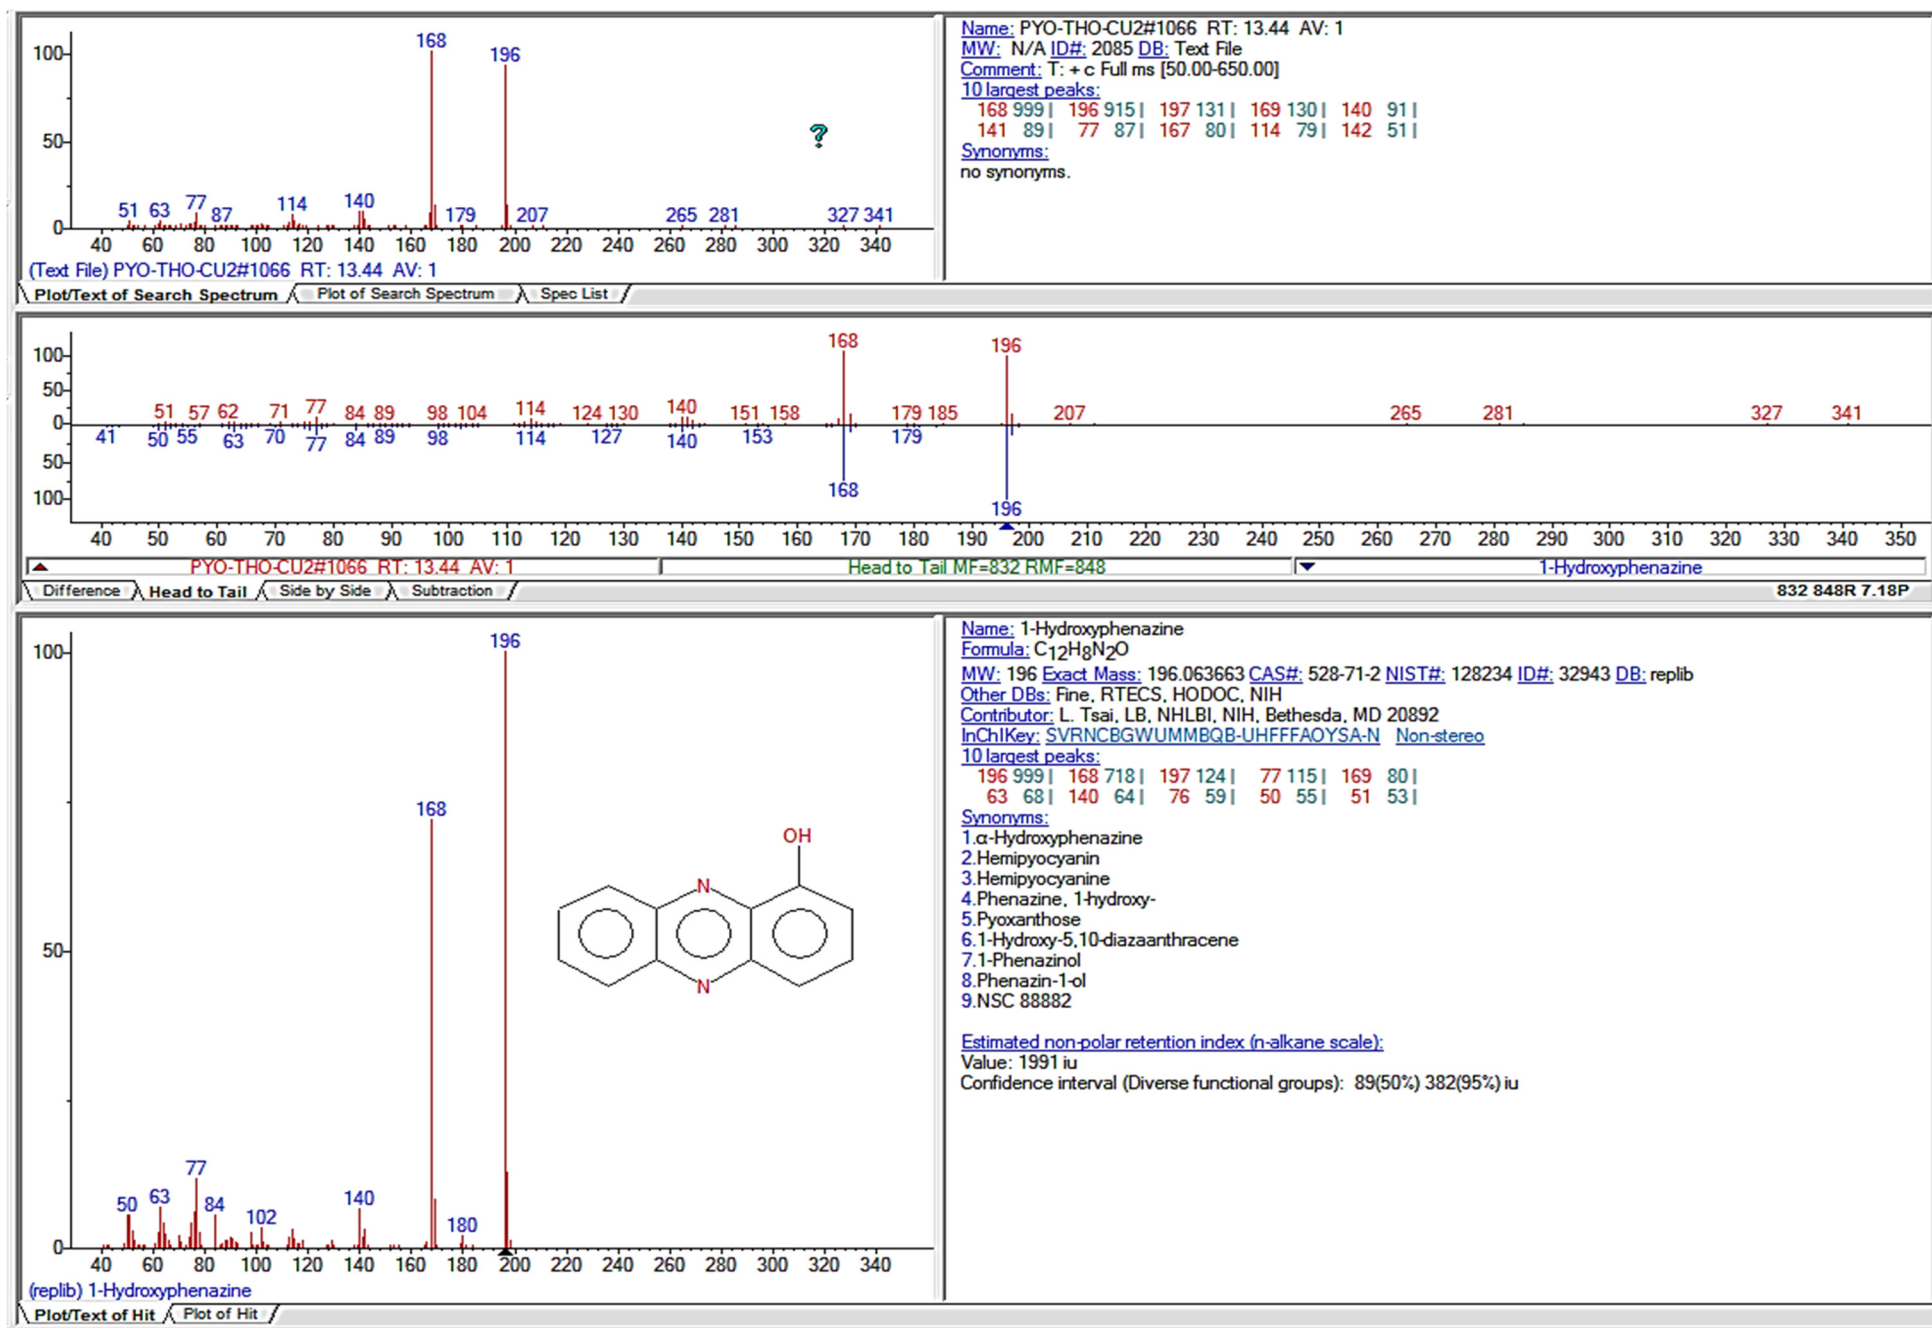 100
50
0
168
196
51 63 77 87 114 140 179 207 265 281 327 341
?
40 60 80 100 120 140 160 180 200 220 240 260 280 300 320 340
(Text File) PYO-THO-CU2#1066 RT: 13.44 AV: 1
Plot/Text of Search Spectrum Plot of Search Spectrum Spec List
Name: PYO-THO-CU2#1066 RT: 13.44 AV: 1
MW: N/A ID#: 2085 DB: Text File
Comment: T: + c Full ms [50.00-650.00]
10 largest peaks:
168 999| 196 915| 197 131| 169 130| 140 91|
141 89| 77 87| 167 80| 114 79| 142 51|
Synonyms:
no synonyms.
100
50
0
50
100
168 196
51 57 62 71 77 84 89 98 104 114 124 130 140 151 158 179 185 207 265 281 327 341
41 50 55 63 70 77 84 89 98 114 127 140 153 179
168 196
40 50 60 70 80 90 100 110 120 130 140 150 160 170 180 190 200 210 220 230 240 250 260 270 280 290 300 310 320 330 340 350
PYO-THO-CU2#1066 RT: 13.44 AV: 1 Head to Tail MF=832 RMF=848 1-Hydroxyphenazine
Difference Head to Tail Side by Side Subtraction 832 848R 7.18P
100
50
0
196
168
50 63 77 84 102 140 180
OH
N
N
40 60 80 100 120 140 160 180 200 220 240 260 280 300 320 340
(replib) 1-Hydroxyphenazine
Plot/Text of Hit Plot of Hit
Name: 1-Hydroxyphenazine
Formula: C12H8N2O
MW: 196 Exact Mass: 196.063663 CAS#: 528-71-2 NIST#: 128234 ID#: 32943 DB: replib
Other DBs: Fine, RTECS, HODOC, NIH
Contributor: L. Tsai, LB, NHLBI, NIH, Bethesda, MD 20892
InChIKey: SVRNCBGWUMMBQB-UHFFFAOYSA-N Non-stereo
10 largest peaks:
196 999| 168 718| 197 124| 77 115| 169 80|
63 68| 140 64| 76 59| 50 55| 51 53|
Synonyms:
1.α-Hydroxyphenazine
2.Hemipyocyanin
3.Hemipyocyanine
4.Phenazine, 1-hydroxy-
5.Pyoxanthose
6.1-Hydroxy-5,10-diazaanthracene
7.1-Phenazinol
8.Phenazin-1-ol
9.NSC 88882
Estimated non-polar retention index (n-alkane scale):
Value: 1991 iu
Confidence interval (Diverse functional groups): 89(50%) 382(95%) iu